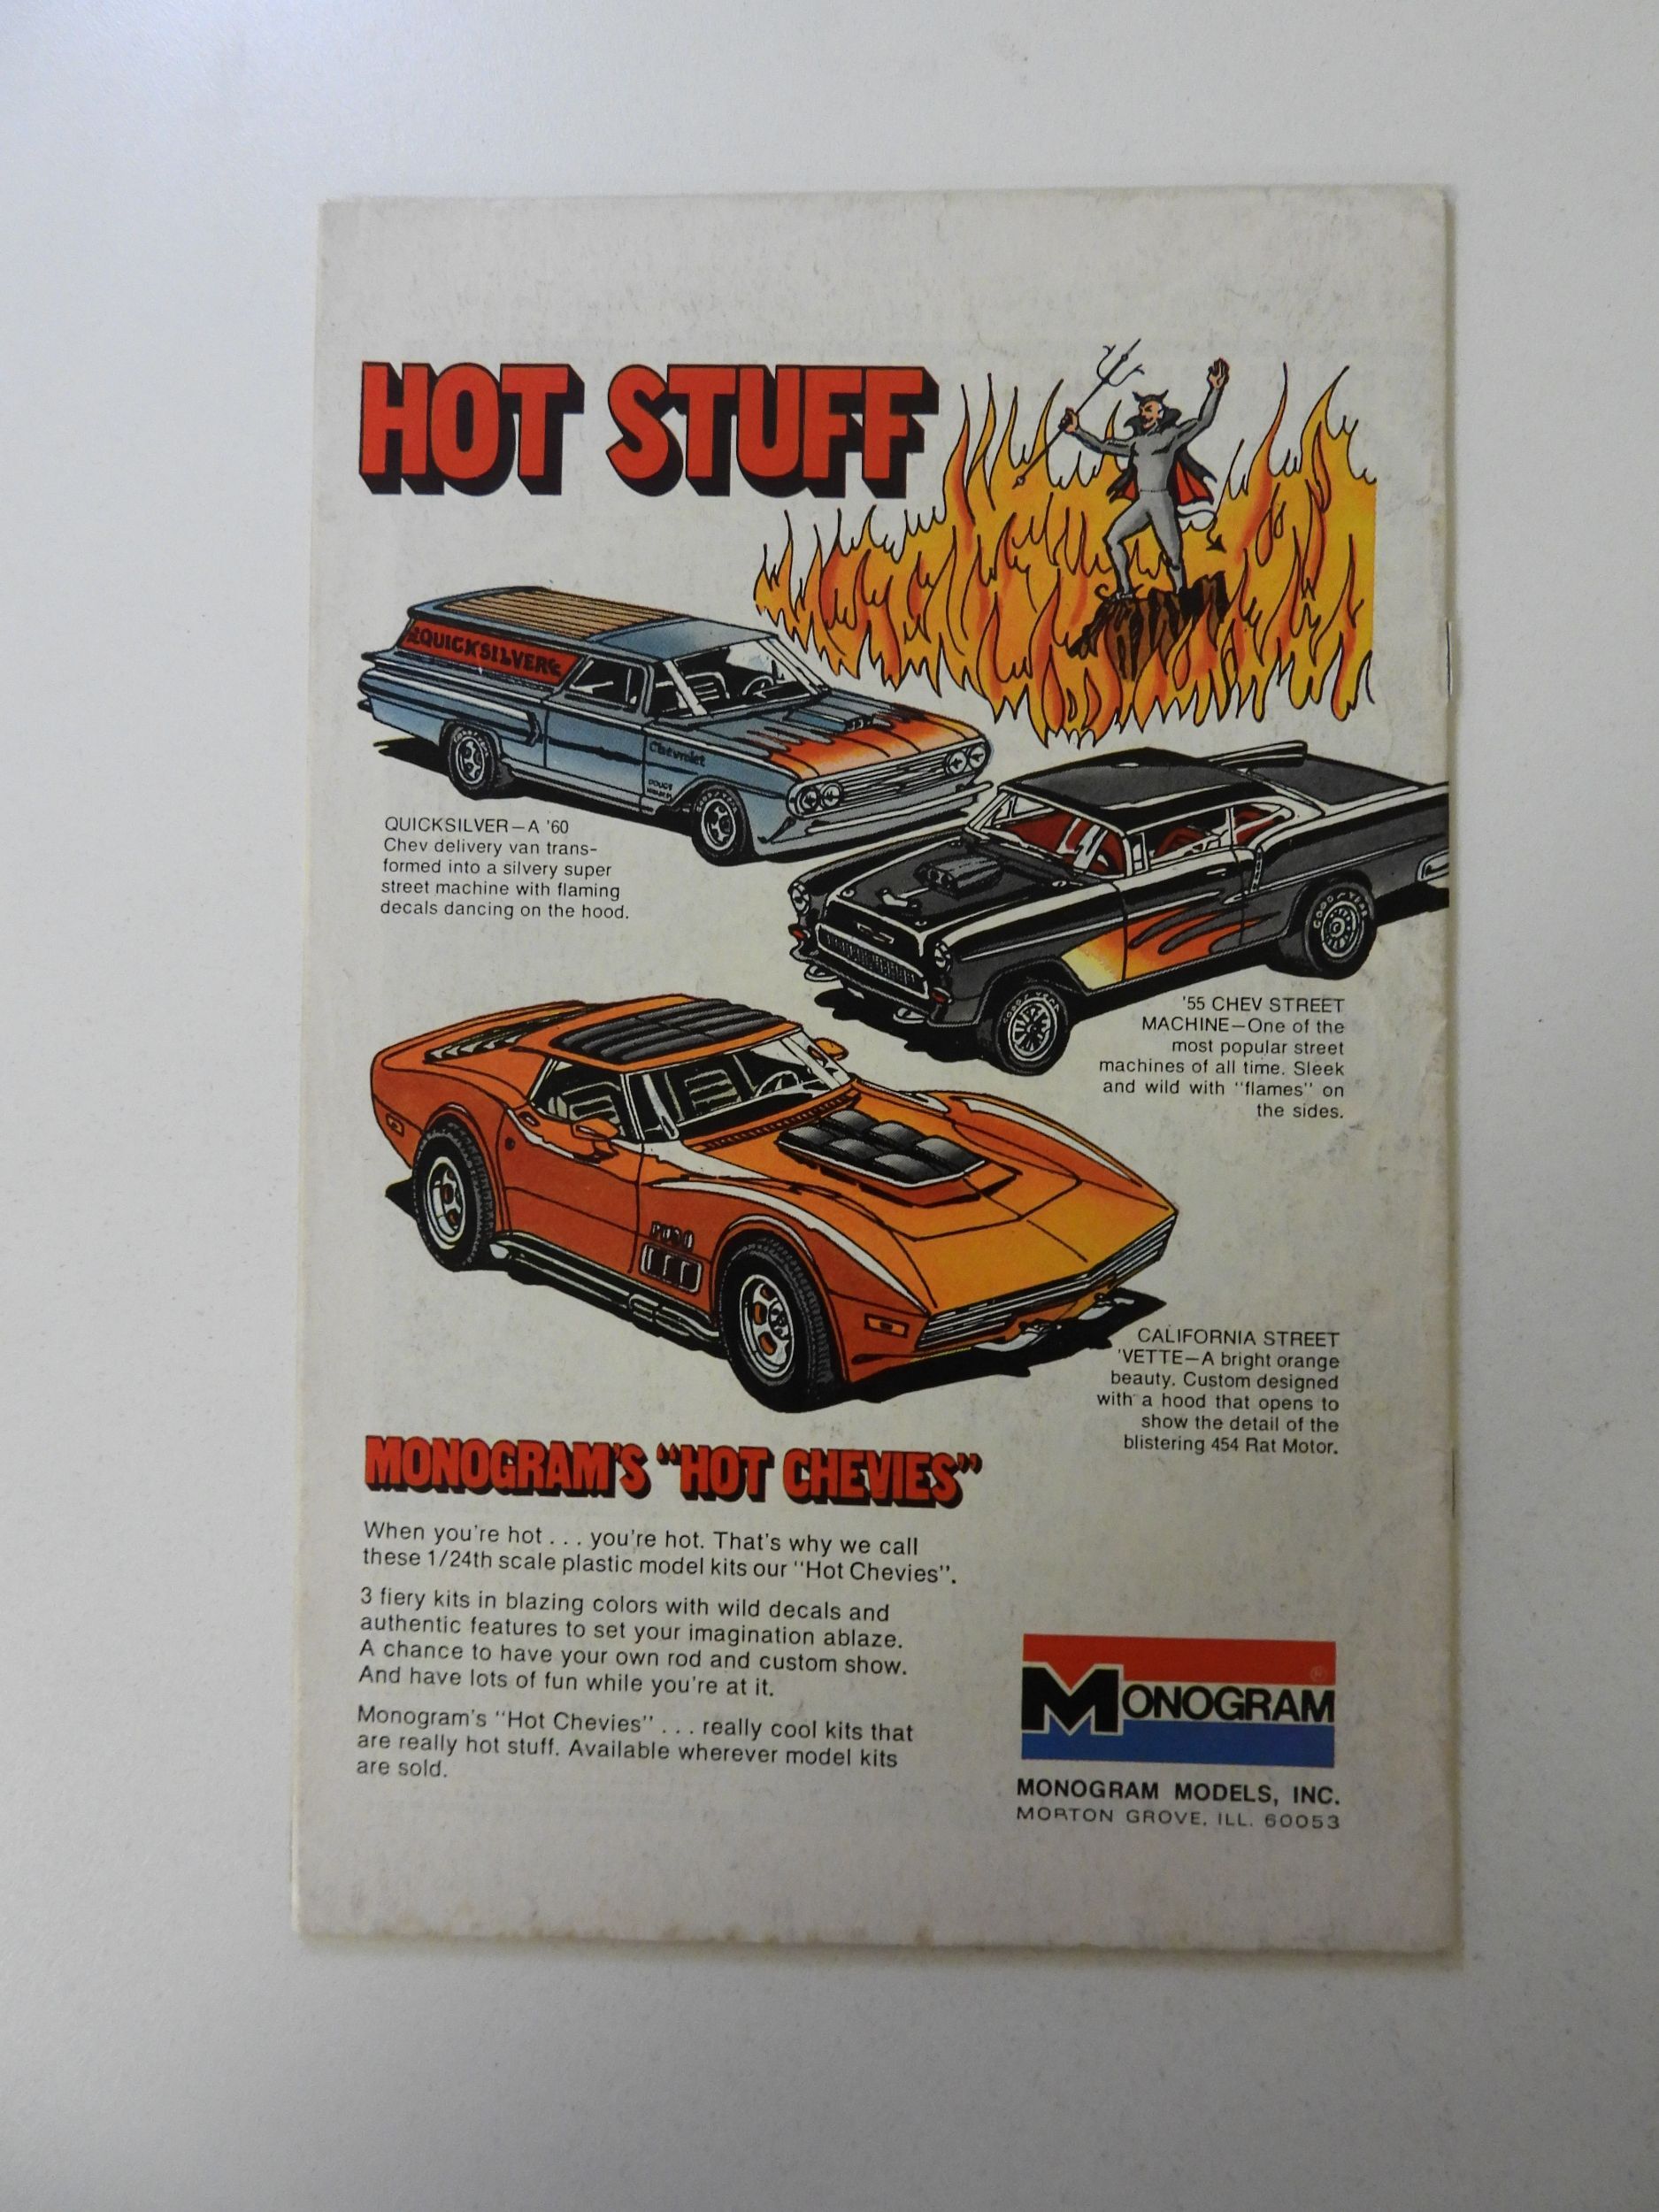 HOT STUFF
QUICKSILVER
Chevrolet
QUICKSILVER—A '60
Chev delivery van trans-
formed into a silvery super
street machine with flaming
decals dancing on the hood.
'55 CHEV STREET
MACHINE—One of the
most popular street
machines of all time. Sleek
and wild with "flames" on
the sides.
CALIFORNIA STREET
'VETTE—A bright orange
beauty. Custom designed
with a hood that opens to
show the detail of the
blistering 454 Rat Motor.
MONOGRAM'S "HOT CHEVIES"
When you're hot . . . you're hot. That's why we call
these 1/24th scale plastic model kits our "Hot Chevies".
3 fiery kits in blazing colors with wild decals and
authentic features to set your imagination ablaze.
A chance to have your own rod and custom show.
And have lots of fun while you're at it.
Monogram's "Hot Chevies" . . . really cool kits that
are really hot stuff. Available wherever model kits
are sold.
MONOGRAM®
MONOGRAM MODELS, INC.
MORTON GROVE, ILL. 60053